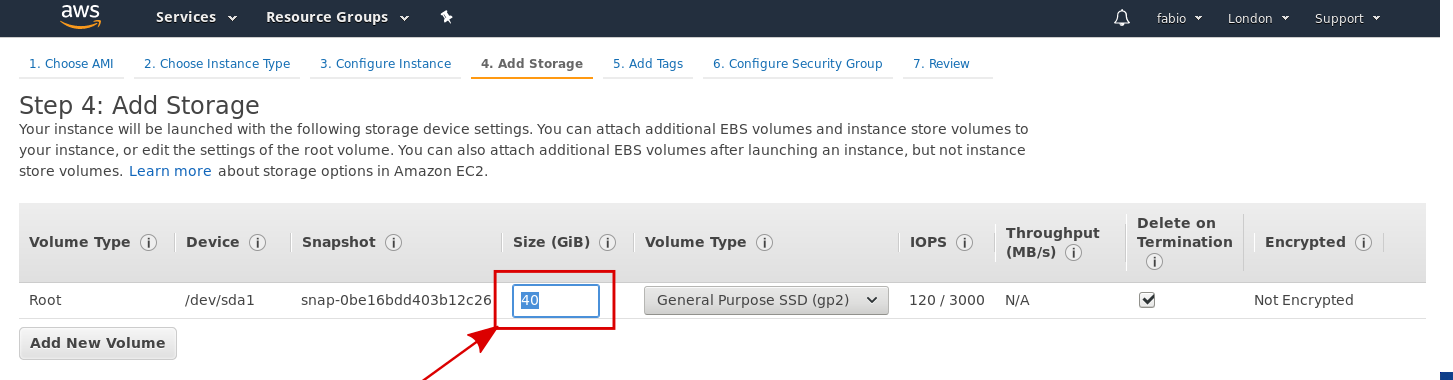 aws Services Resource Groups fabio London Support
1. Choose AMI 2. Choose Instance Type 3. Configure Instance 4. Add Storage 5. Add Tags 6. Configure Security Group 7. Review
Step 4: Add Storage
Your instance will be launched with the following storage device settings. You can attach additional EBS volumes and instance store volumes to
your instance, or edit the settings of the root volume. You can also attach additional EBS volumes after launching an instance, but not instance
store volumes. Learn more about storage options in Amazon EC2.
Volume Type i Device i Snapshot i Size (GiB) i Volume Type i IOPS i Throughput (MB/s) i Delete on Termination i Encrypted i
Root /dev/sda1 snap-0be16bdd403b12c26 40 General Purpose SSD (gp2) 120 / 3000 N/A Not Encrypted
Add New Volume